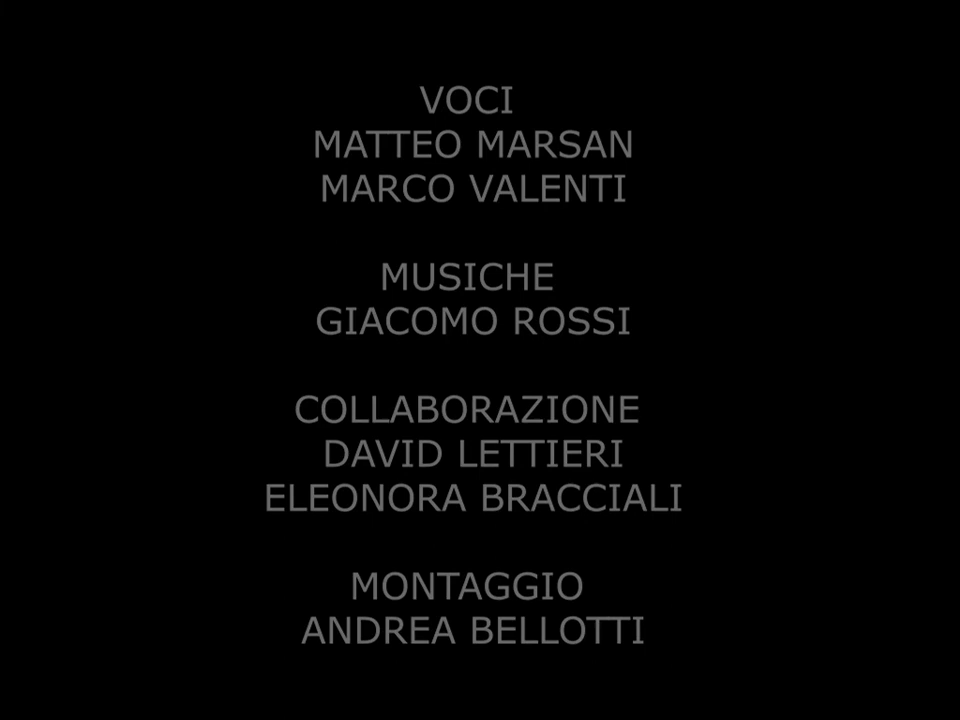 VOCI
MATTEO MARSAN
MARCO VALENTI
MUSICHE
GIACOMO ROSSI
COLLABORAZIONE
DAVID LETTIERI
ELEONORA BRACCIALI
MONTAGGIO
ANDREA BELLOTTI